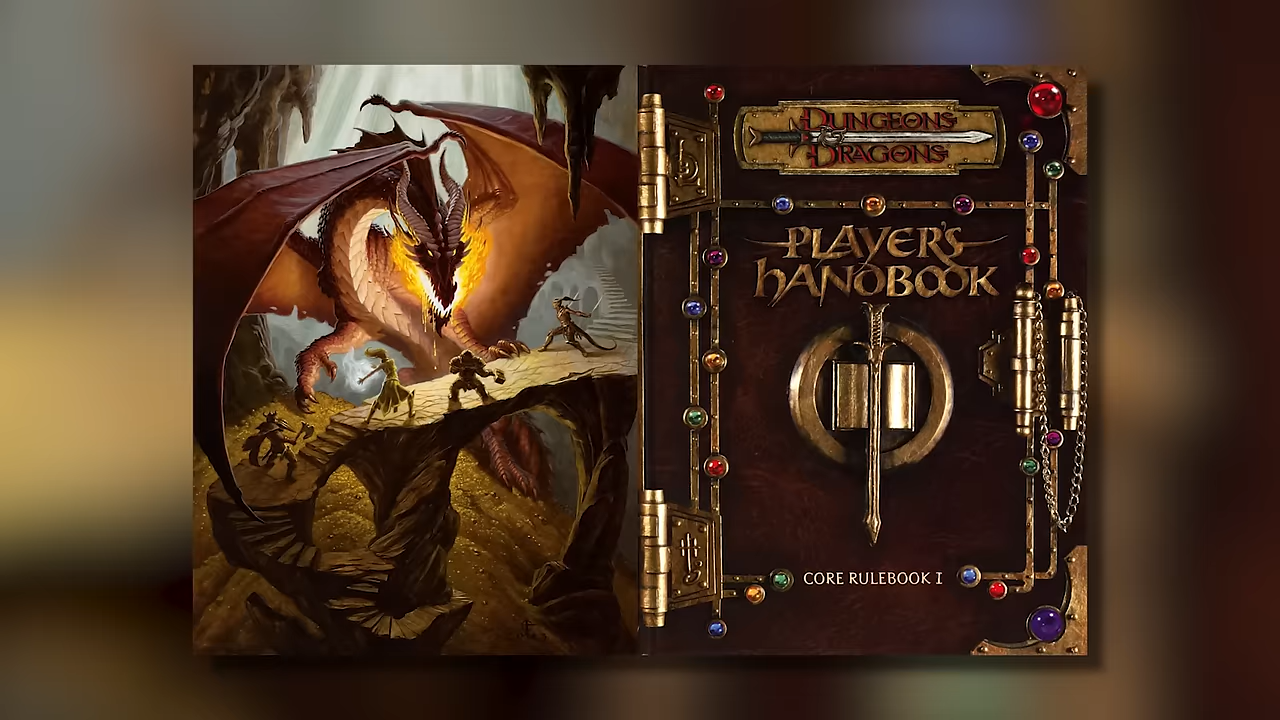 DUNGEONS
DRAGONS
PLAYER'S
HANDBOOK
CORE RULEBOOK I